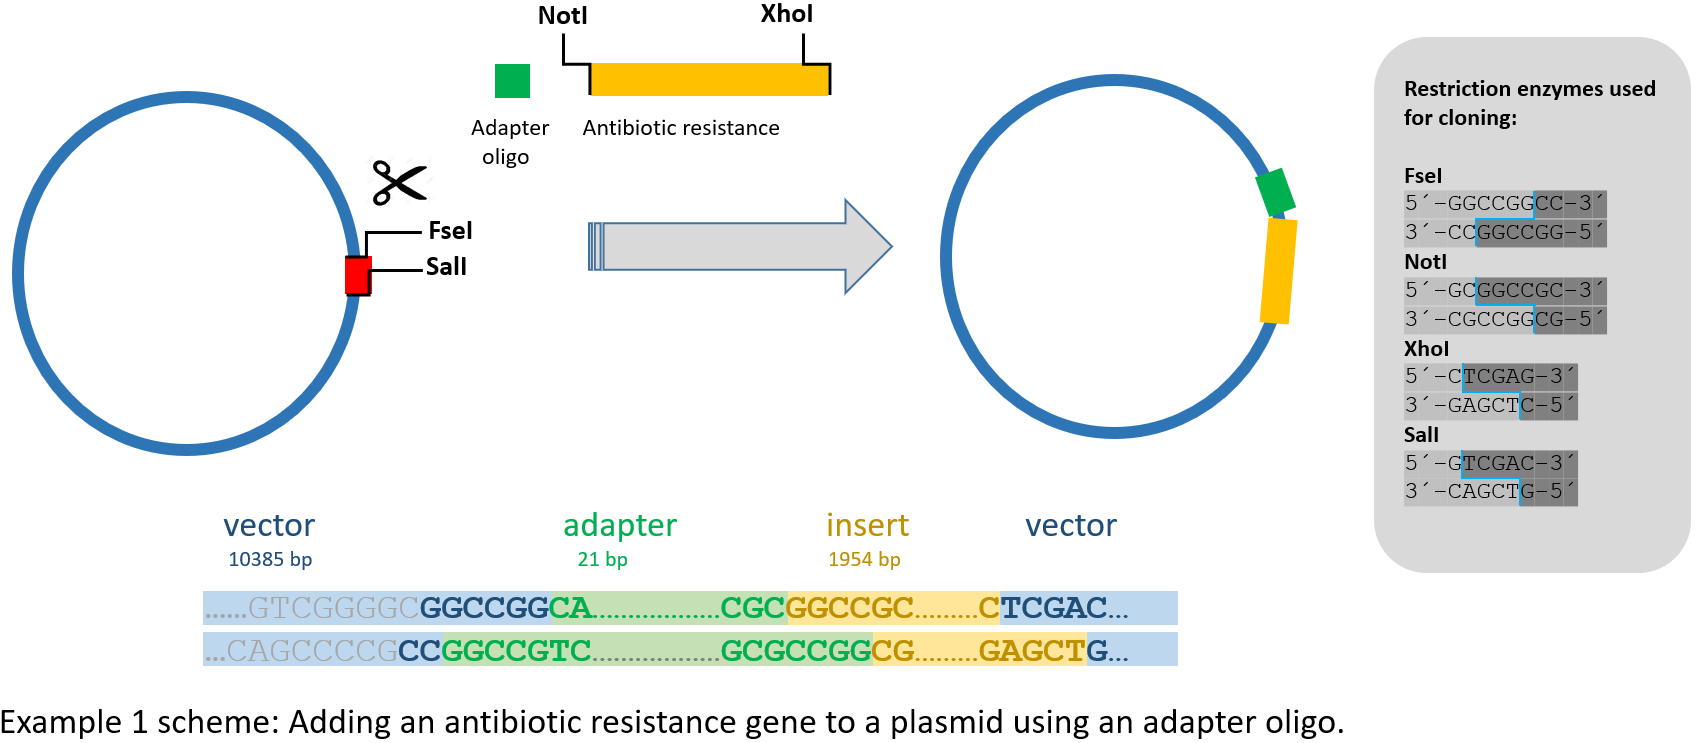 NotI
XhoI
Adapter
oligo
Antibiotic resistance
FseI
SalI
Restriction enzymes used
for cloning:
FseI
5´-GGCCGGCC-3´
3´-CCGGCCGG-5´
NotI
5´-GCGGCCGC-3´
3´-CGCCGGCG-5´
XhoI
5´-CTCGAG-3´
3´-GAGCTC-5´
SalI
5´-GTCGAC-3´
3´-CAGCTG-5´
vector
10385 bp
adapter
21 bp
insert
1954 bp
vector
......GTCGGGGCGGCCGGCA..................CGCGGCCGC.........CTCGAC...
...CAGCCCCGCCGGCCGTC..................GCGCCGGCG.........GAGCTG...
Example 1 scheme: Adding an antibiotic resistance gene to a plasmid using an adapter oligo.